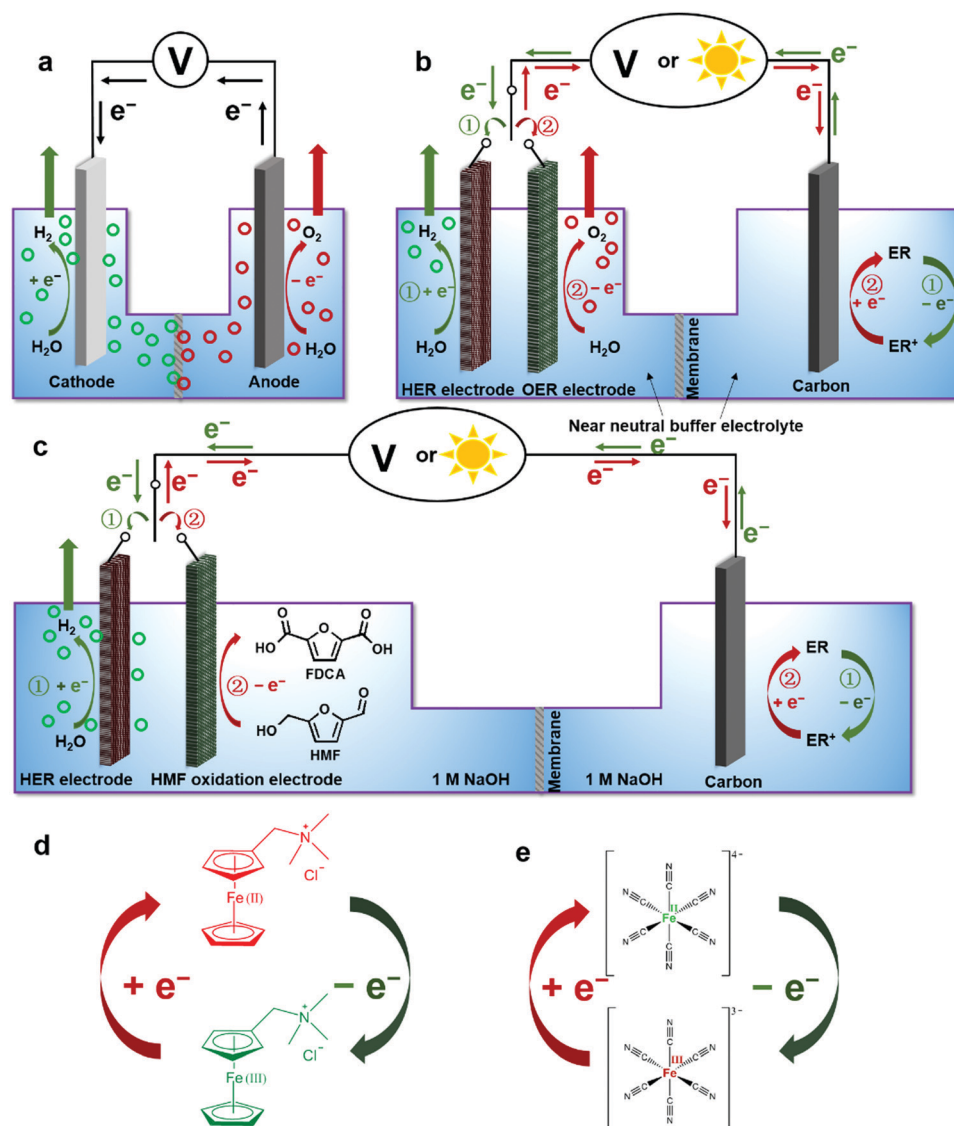 a
V
e⁻
e⁻
H₂
O₂
+ e⁻
− e⁻
H₂O
H₂O
Cathode
Anode
b
V or
e⁻
e⁻
e⁻
e⁻
e⁻
e⁻
①
②
H₂
O₂
① + e⁻
② − e⁻
H₂O
H₂O
HER electrode
OER electrode
Membrane
Carbon
ER
②
+ e⁻
①
− e⁻
ER⁺
Near neutral buffer electrolyte
c
V or
e⁻
e⁻
e⁻
e⁻
e⁻
e⁻
e⁻
e⁻
①
②
H₂
① + e⁻
H₂O
② − e⁻
O
O
O
HO
OH
FDCA
HO
O
O
HMF
HER electrode
HMF oxidation electrode
1 M NaOH
Membrane
1 M NaOH
Carbon
ER
②
+ e⁻
①
− e⁻
ER⁺
d
N⁺
Cl⁻
Fe(II)
+ e⁻
− e⁻
N⁺
Cl⁻
Fe(III)
e
4−
N
C
N≡C
C≡N
II
Fe
N≡C
C≡N
C
N
+ e⁻
− e⁻
3−
N
C
N≡C
C≡N
III
Fe
N≡C
C≡N
C
N